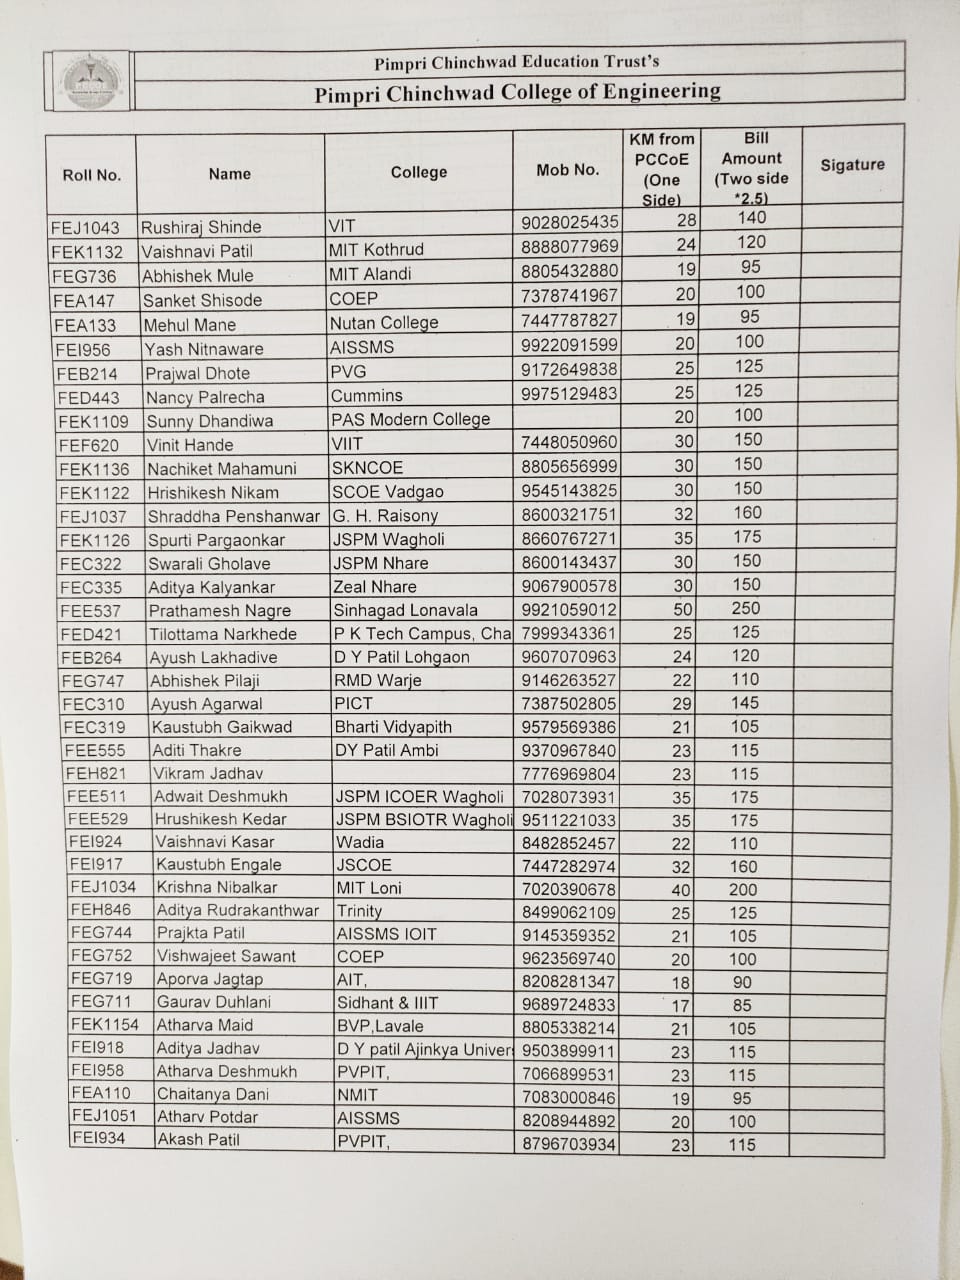 Pimpri Chinchwad Education Trust's
Pimpri Chinchwad College of Engineering
Roll No. Name College Mob No. KM from PCCoE (One Side) Bill Amount (Two side *2.5) Sigature
FEJ1043 Rushiraj Shinde VIT 9028025435 28 140
FEK1132 Vaishnavi Patil MIT Kothrud 8888077969 24 120
FEG736 Abhishek Mule MIT Alandi 8805432880 19 95
FEA147 Sanket Shisode COEP 7378741967 20 100
FEA133 Mehul Mane Nutan College 7447787827 19 95
FEI956 Yash Nitnaware AISSMS 9922091599 20 100
FEB214 Prajwal Dhote PVG 9172649838 25 125
FED443 Nancy Palrecha Cummins 9975129483 25 125
FEK1109 Sunny Dhandiwa PAS Modern College 20 100
FEF620 Vinit Hande VIIT 7448050960 30 150
FEK1136 Nachiket Mahamuni SKNCOE 8805656999 30 150
FEK1122 Hrishikesh Nikam SCOE Vadgao 9545143825 30 150
FEJ1037 Shraddha Penshanwar G. H. Raisony 8600321751 32 160
FEK1126 Spurti Pargaonkar JSPM Wagholi 8660767271 35 175
FEC322 Swarali Gholave JSPM Nhare 8600143437 30 150
FEC335 Aditya Kalyankar Zeal Nhare 9067900578 30 150
FEE537 Prathamesh Nagre Sinhagad Lonavala 9921059012 50 250
FED421 Tilottama Narkhede P K Tech Campus, Cha 7999343361 25 125
FEB264 Ayush Lakhadive D Y Patil Lohgaon 9607070963 24 120
FEG747 Abhishek Pilaji RMD Warje 9146263527 22 110
FEC310 Ayush Agarwal PICT 7387502805 29 145
FEC319 Kaustubh Gaikwad Bharti Vidyapith 9579569386 21 105
FEE555 Aditi Thakre DY Patil Ambi 9370967840 23 115
FEH821 Vikram Jadhav 7776969804 23 115
FEE511 Adwait Deshmukh JSPM ICOER Wagholi 7028073931 35 175
FEE529 Hrushikesh Kedar JSPM BSIOTR Wagholi 9511221033 35 175
FEI924 Vaishnavi Kasar Wadia 8482852457 22 110
FEI917 Kaustubh Engale JSCOE 7447282974 32 160
FEJ1034 Krishna Nibalkar MIT Loni 7020390678 40 200
FEH846 Aditya Rudrakanthwar Trinity 8499062109 25 125
FEG744 Prajkta Patil AISSMS IOIT 9145359352 21 105
FEG752 Vishwajeet Sawant COEP 9623569740 20 100
FEG719 Aporva Jagtap AIT, 8208281347 18 90
FEG711 Gaurav Duhlani Sidhant & IIIT 9689724833 17 85
FEK1154 Atharva Maid BVP,Lavale 8805338214 21 105
FEI918 Aditya Jadhav D Y patil Ajinkya Univer 9503899911 23 115
FEI958 Atharva Deshmukh PVPIT, 7066899531 23 115
FEA110 Chaitanya Dani NMIT 7083000846 19 95
FEJ1051 Atharv Potdar AISSMS 8208944892 20 100
FEI934 Akash Patil PVPIT, 8796703934 23 115